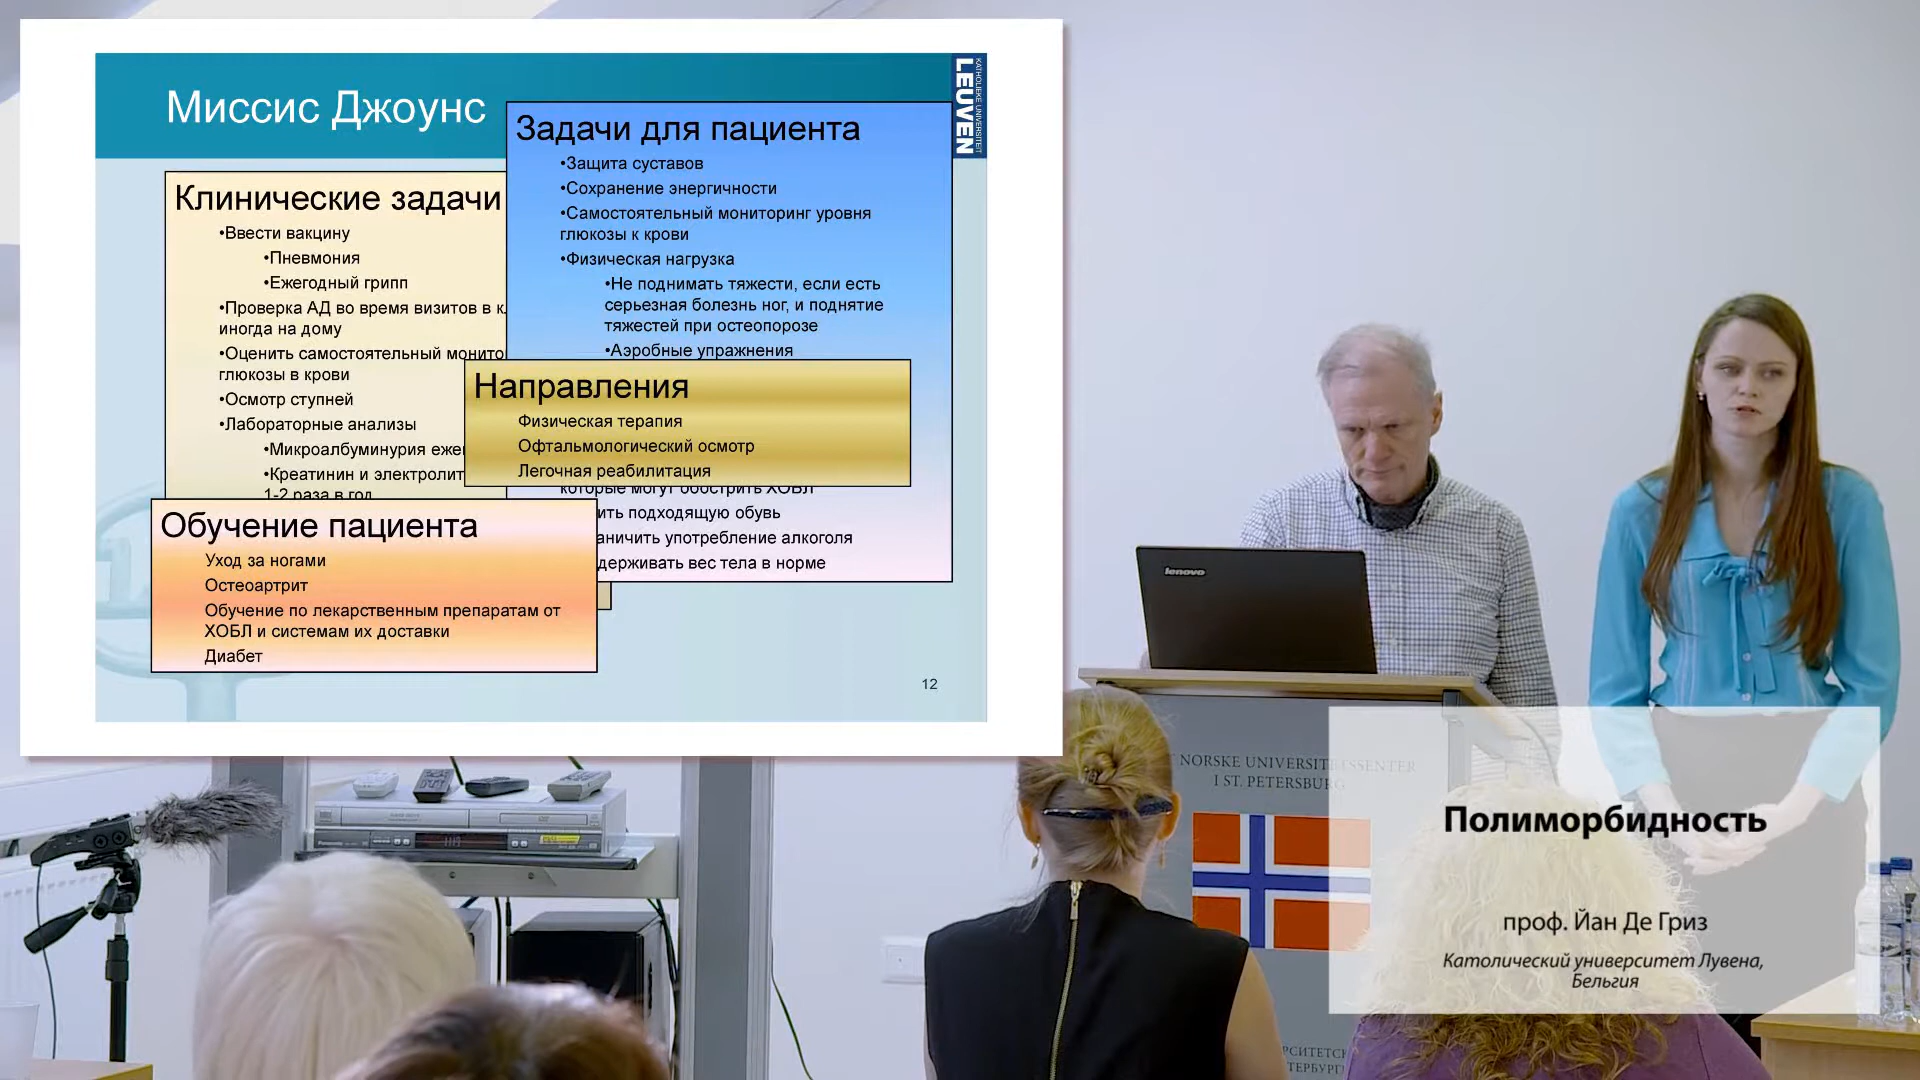 Миссис Джоунс
KATHOLIEKE UNIVERSITEIT
LEUVEN
Задачи для пациента
•Защита суставов
•Сохранение энергичности
•Самостоятельный мониторинг уровня
глюкозы к крови
•Физическая нагрузка
•Не поднимать тяжести, если есть
серьезная болезнь ног, и поднятие
тяжестей при остеопорозе
•Аэробные упражнения
которые могут обострить ХОБЛ
подходящую обувь
употребление алкоголя
вес тела в норме
Клинические задачи
•Ввести вакцину
•Пневмония
•Ежегодный грипп
•Проверка АД во время визитов в
иногда на дому
•Оценить самостоятельный
глюкозы в крови
•Осмотр ступней
•Лабораторные анализы
•Микроалбуминурия
•Креатинин и
1-2 раза в год
Направления
Физическая терапия
Офтальмологический осмотр
Легочная реабилитация
Обучение пациента
Уход за ногами
Остеоартрит
Обучение по лекарственным препаратам от
ХОБЛ и системам их доставки
Диабет
12
lenovo
NORSKE
I ST. PETERSBURG
Panasonic
Полиморбидность
проф. Йан Де Гриз
Католический университет Лувена,
Бельгия